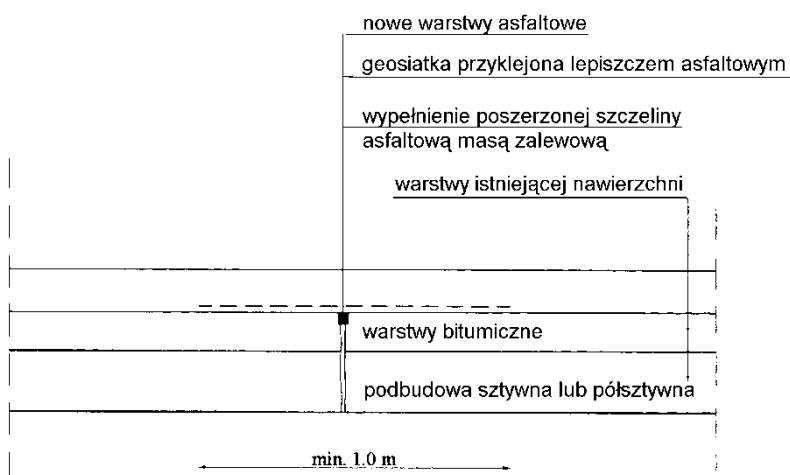 nowe warstwy asfaltowe
geosiatka przyklejona lepiszczem asfaltowym
wypełnienie poszerzonej szczeliny
asfaltową masą zalewową
warstwy istniejącej nawierzchni
warstwy bitumiczne
podbudowa sztywna lub półsztywna
min. 1.0 m